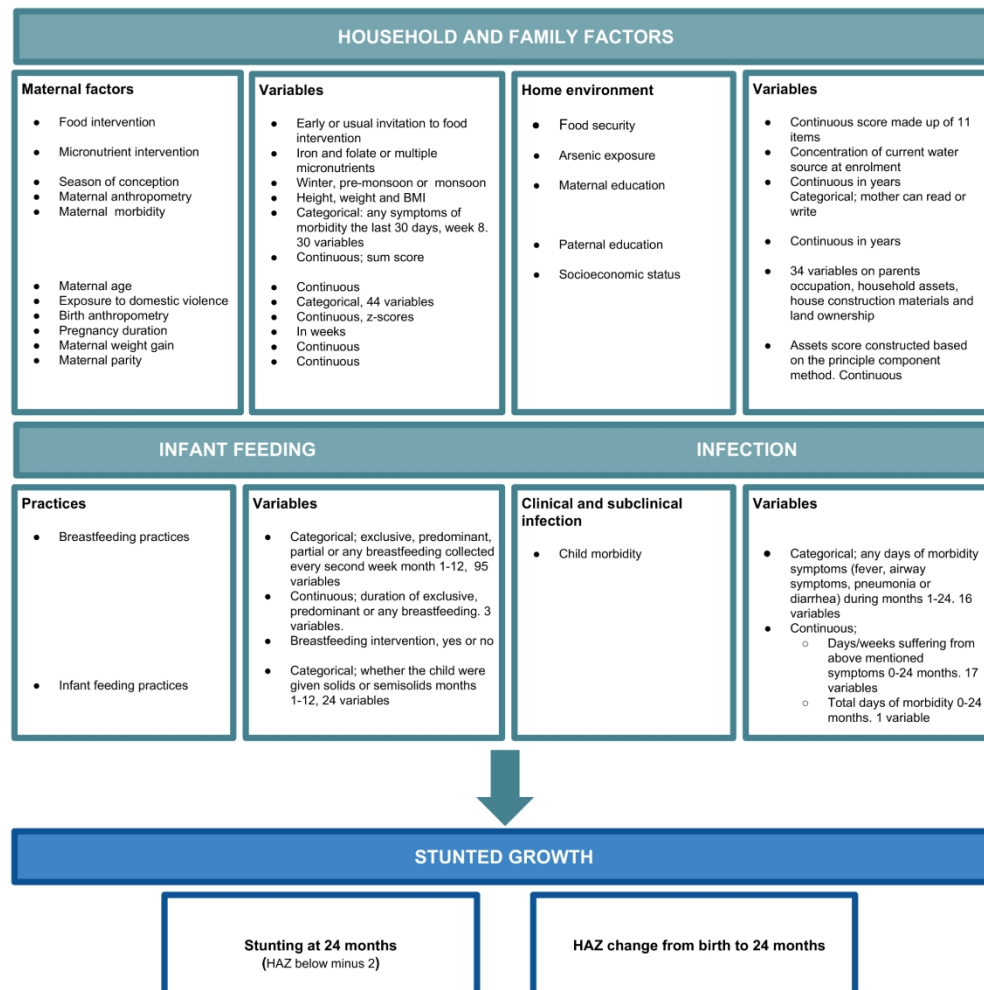 HOUSEHOLD AND FAMILY FACTORS
Maternal factors
● Food intervention
● Micronutrient intervention
● Season of conception
● Maternal anthropometry
● Maternal morbidity
● Maternal age
● Exposure to domestic violence
● Birth anthropometry
● Pregnancy duration
● Maternal weight gain
● Maternal parity
Variables
● Early or usual invitation to food
intervention
● Iron and folate or multiple
micronutrients
● Winter, pre-monsoon or monsoon
● Height, weight and BMI
● Categorical: any symptoms of
morbidity the last 30 days, week 8.
30 variables
● Continuous; sum score
● Continuous
● Categorical, 44 variables
● Continuous, z-scores
● In weeks
● Continuous
● Continuous
Home environment
● Food security
● Arsenic exposure
● Maternal education
● Paternal education
● Socioeconomic status
Variables
● Continuous score made up of 11
items
● Concentration of current water
source at enrolment
● Continuous in years
Categorical; mother can read or
write
● Continuous in years
● 34 variables on parents
occupation, household assets,
house construction materials and
land ownership
● Assets score constructed based
on the principle component
method. Continuous
INFANT FEEDING
INFECTION
Practices
● Breastfeeding practices
● Infant feeding practices
Variables
● Categorical; exclusive, predominant,
partial or any breastfeeding collected
every second week month 1-12, 95
variables
● Continuous; duration of exclusive,
predominant or any breastfeeding. 3
variables.
● Breastfeeding intervention, yes or no
● Categorical; whether the child were
given solids or semisolids months
1-12, 24 variables
Clinical and subclinical
infection
● Child morbidity
Variables
● Categorical; any days of morbidity
symptoms (fever, airway
symptoms, pneumonia or
diarrhea) during months 1-24. 16
variables
● Continuous;
○ Days/weeks suffering from
above mentioned
symptoms 0-24 months. 17
variables
○ Total days of morbidity 0-24
months. 1 variable
STUNTED GROWTH
Stunting at 24 months
(HAZ below minus 2)
HAZ change from birth to 24 months